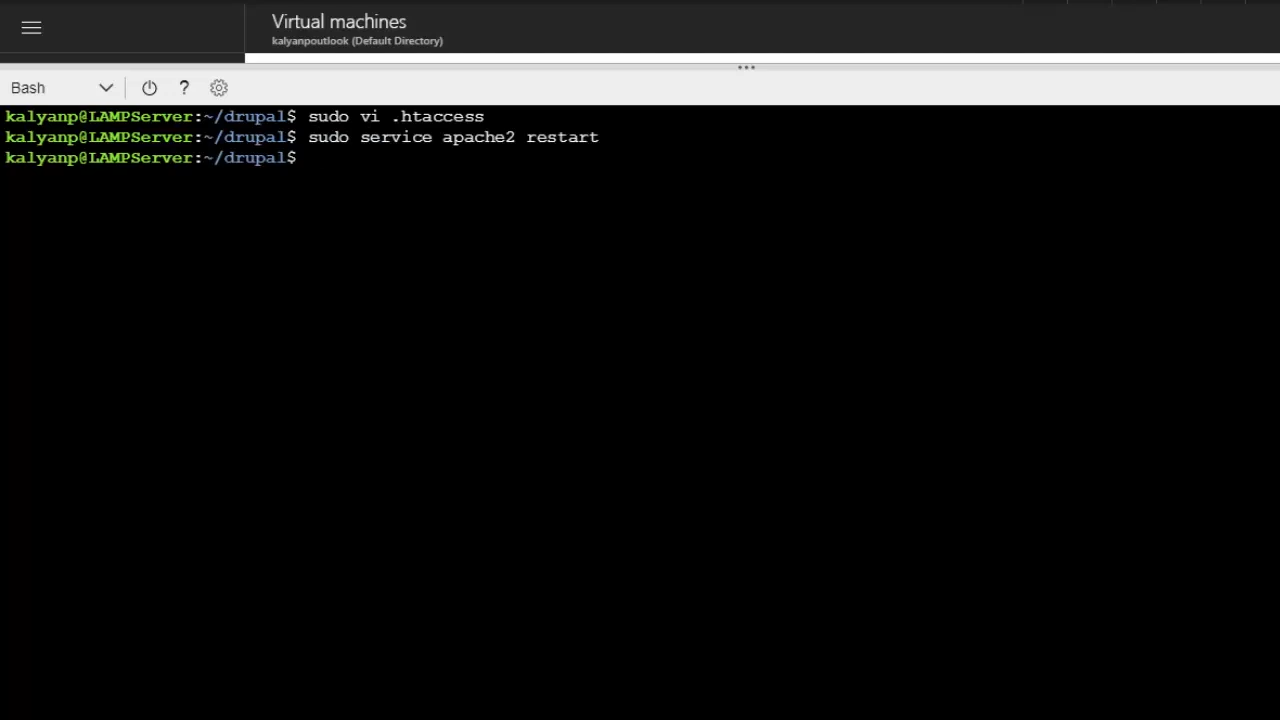 Virtual machines
kalyanpoutlook (Default Directory)
Bash
?
kalyanp@LAMPServer:~/drupal$ sudo vi .htaccess
kalyanp@LAMPServer:~/drupal$ sudo service apache2 restart
kalyanp@LAMPServer:~/drupal$